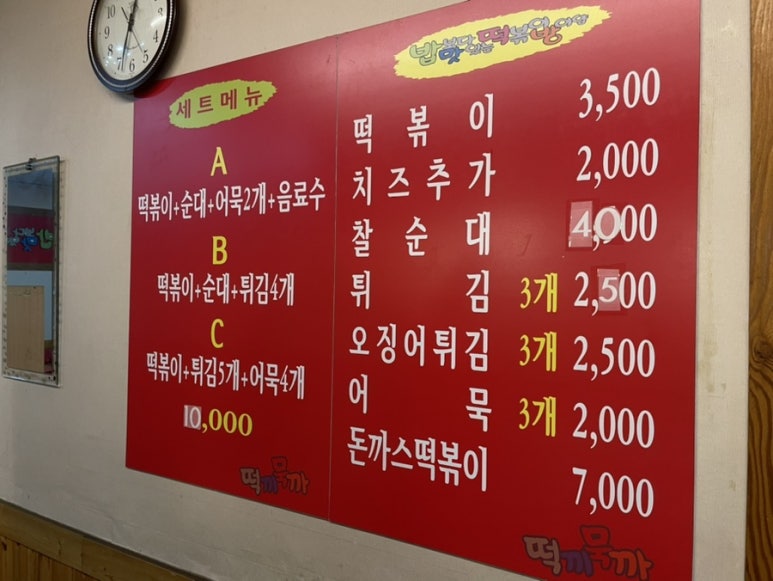 세트메뉴
A
떡볶이+순대+어묵2개+음료수
B
떡볶이+순대+튀김4개
C
떡볶이+튀김5개+어묵4개
10,000
떡끼묵까
떡 볶 이 3,500
치 즈 추 가 2,000
찰 순 대 4,000
튀 김 3개 2,500
오징어튀김 3개 2,500
어 묵 3개 2,000
돈까스떡볶이 7,000
떡끼묵까